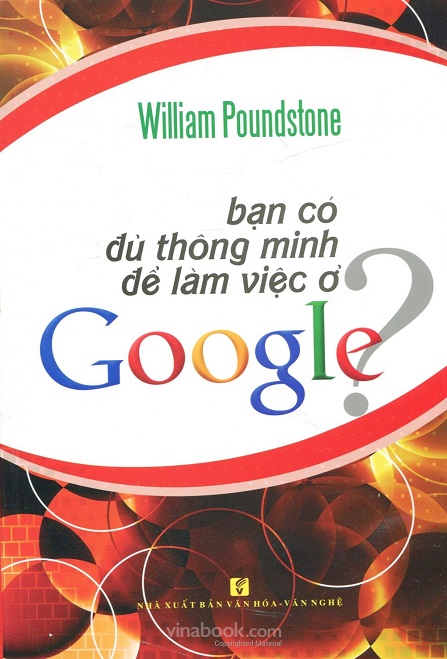 William Poundstone
bạn có
đủ thông minh
để làm việc ở
Google?
NHÀ XUẤT BẢN VĂN HÓA-VĂN NGHỆ
vinabook.com
Copyrighted Material